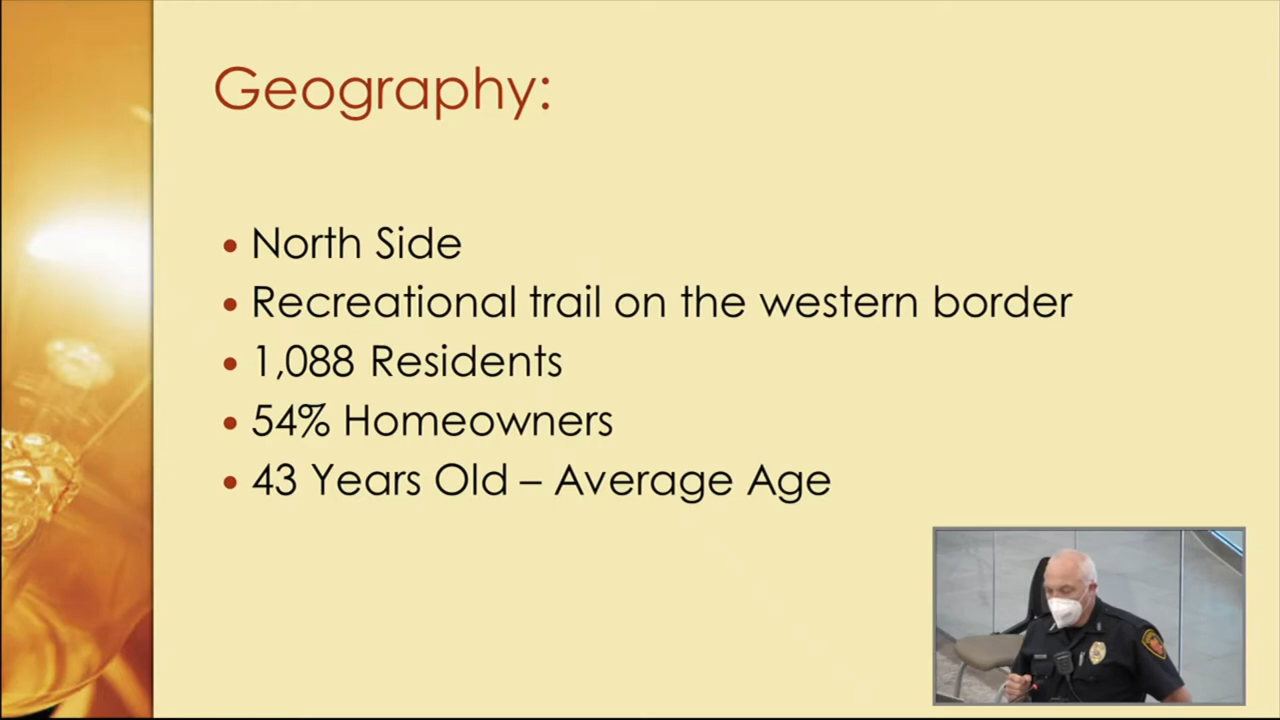 Geography:
• North Side
• Recreational trail on the western border
• 1,088 Residents
• 54% Homeowners
• 43 Years Old – Average Age